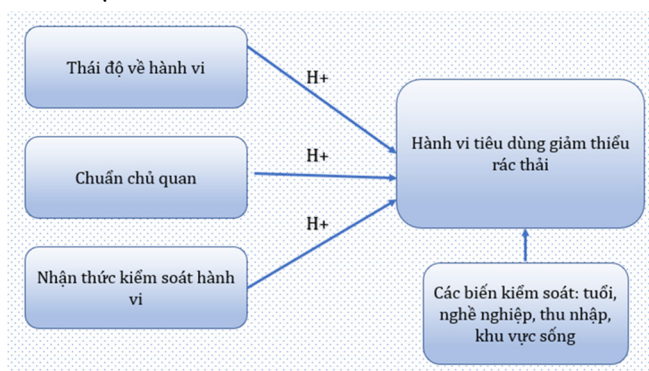 Thái độ về hành vi
H+
Chuẩn chủ quan
H+
Nhận thức kiểm soát hành
vi
H+
Hành vi tiêu dùng giảm thiểu
rác thải
Các biến kiểm soát: tuổi,
nghề nghiệp, thu nhập,
khu vực sống